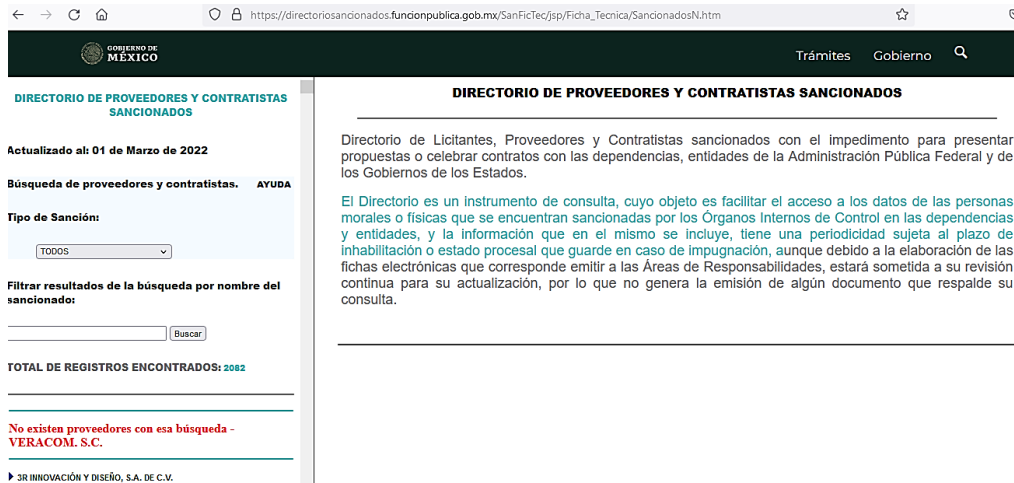 https://directoriosancionados.funcionpublica.gob.mx/SanFicTec/jsp/Ficha_Tecnica/SancionadosN.htm
GOBIERNO DE
MÉXICO
Trámites Gobierno
DIRECTORIO DE PROVEEDORES Y CONTRATISTAS
SANCIONADOS
Actualizado al: 01 de Marzo de 2022
Búsqueda de proveedores y contratistas. AYUDA
Tipo de Sanción:
TODOS
Filtrar resultados de la búsqueda por nombre del
sancionado:
Buscar
TOTAL DE REGISTROS ENCONTRADOS: 2082
No existen proveedores con esa búsqueda -
VERACOM. S.C.
3R INNOVACIÓN Y DISEÑO, S.A. DE C.V.
DIRECTORIO DE PROVEEDORES Y CONTRATISTAS SANCIONADOS
Directorio de Licitantes, Proveedores y Contratistas sancionados con el impedimento para presentar
propuestas o celebrar contratos con las dependencias, entidades de la Administración Pública Federal y de
los Gobiernos de los Estados.
El Directorio es un instrumento de consulta, cuyo objeto es facilitar el acceso a los datos de las personas
morales o físicas que se encuentran sancionadas por los Órganos Internos de Control en las dependencias
y entidades, y la información que en el mismo se incluye, tiene una periodicidad sujeta al plazo de
inhabilitación o estado procesal que guarde en caso de impugnación, aunque debido a la elaboración de las
fichas electrónicas que corresponde emitir a las Áreas de Responsabilidades, estará sometida a su revisión
continua para su actualización, por lo que no genera la emisión de algún documento que respalde su
consulta.